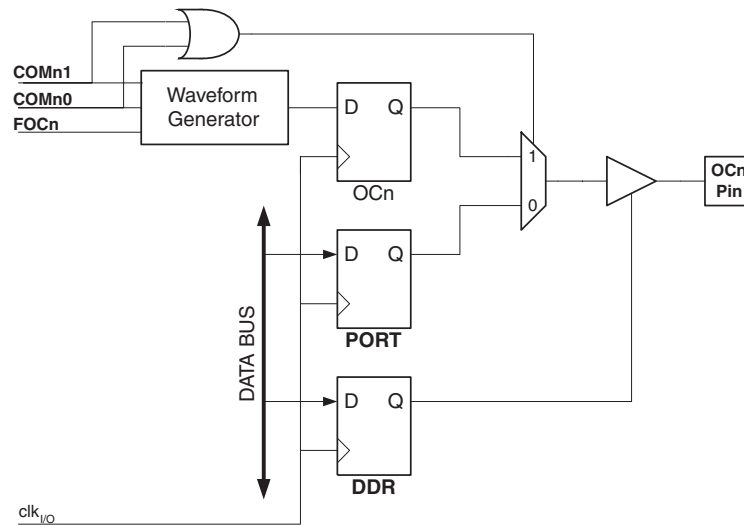 COMn1
COMn0
FOCn
Waveform
Generator
D Q
OCn
1
0
OCn
Pin
D Q
PORT
DATA BUS
D Q
DDR
clkI/O